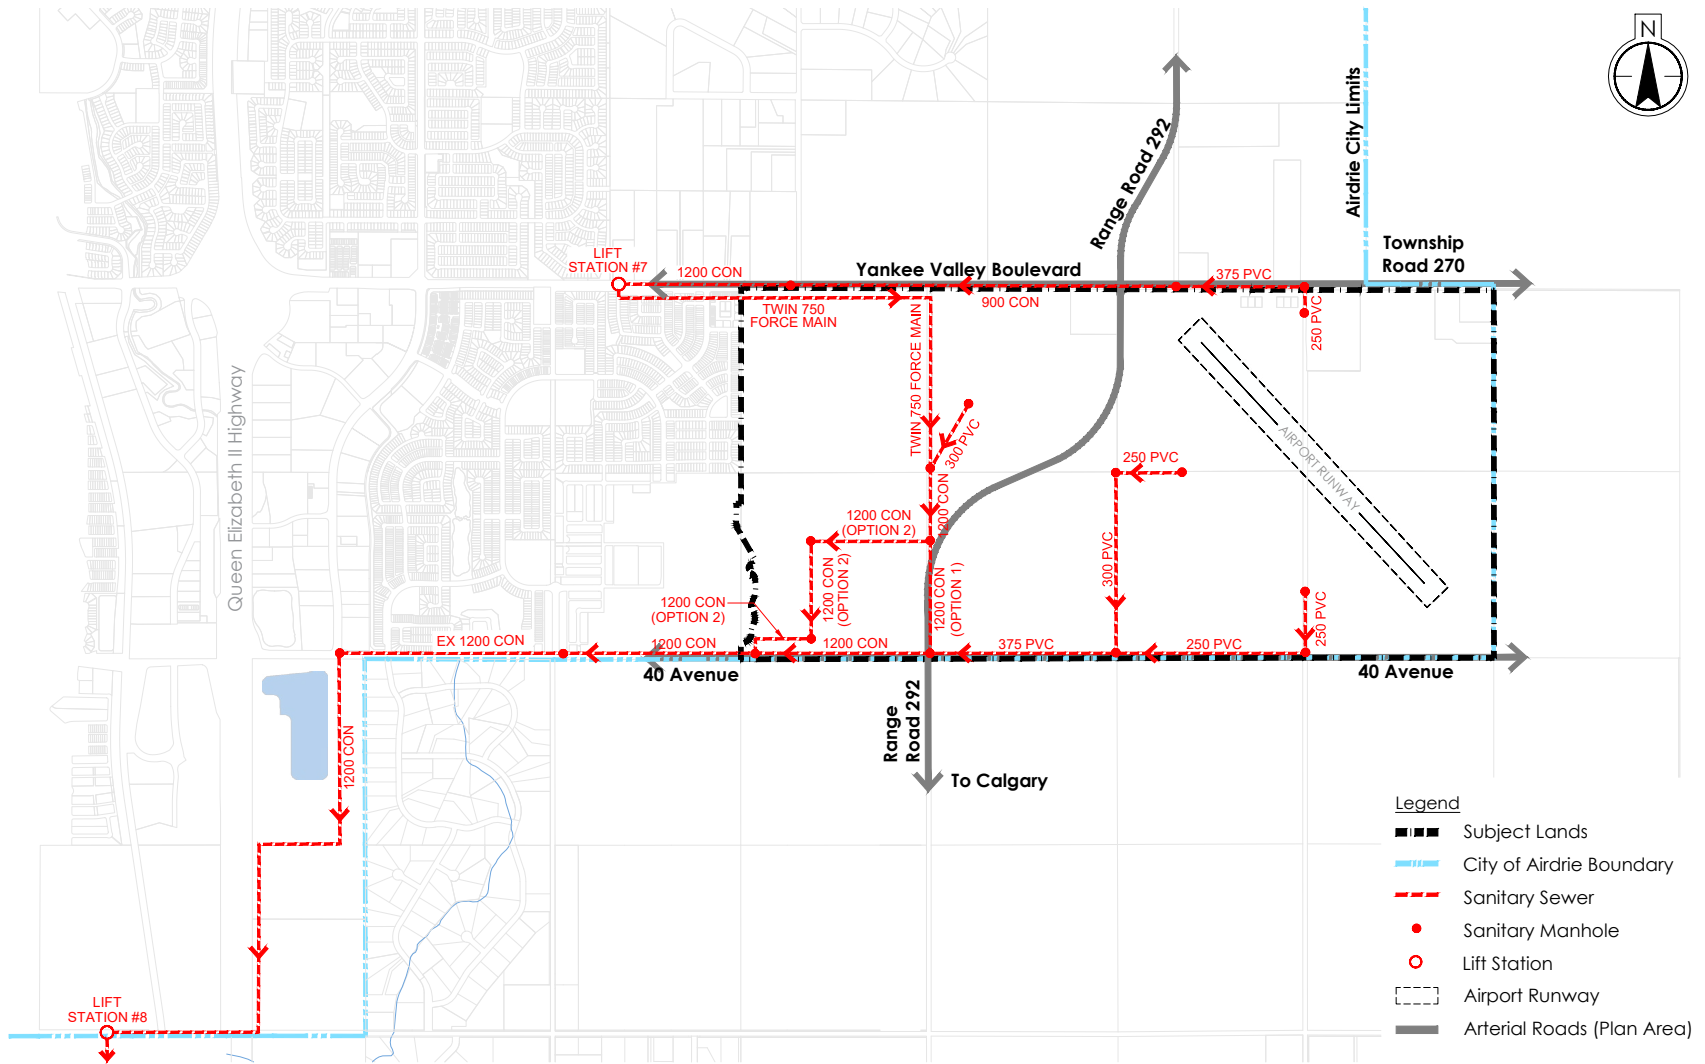 N
Airdrie City Limits
Range Road 292
Township
Road 270
Yankee Valley Boulevard
LIFT
STATION #7
1200 CON
375 PVC
900 CON
250 PVC
TWIN 750
FORCE MAIN
TWIN 750 FORCE MAIN
300 PVC
250 PVC
AIRPORT RUNWAY
Queen Elizabeth II Highway
1200 CON
1200 CON
(OPTION 2)
300 PVC
1200 CON
(OPTION 2)
1200 CON
(OPTION 1)
1200 CON
(OPTION 2)
250 PVC
EX 1200 CON
1200 CON
1200 CON
375 PVC
250 PVC
40 Avenue
40 Avenue
Range
Road 292
1200 CON
To Calgary
LIFT
STATION #8
Legend
Subject Lands
City of Airdrie Boundary
Sanitary Sewer
Sanitary Manhole
Lift Station
Airport Runway
Arterial Roads (Plan Area)